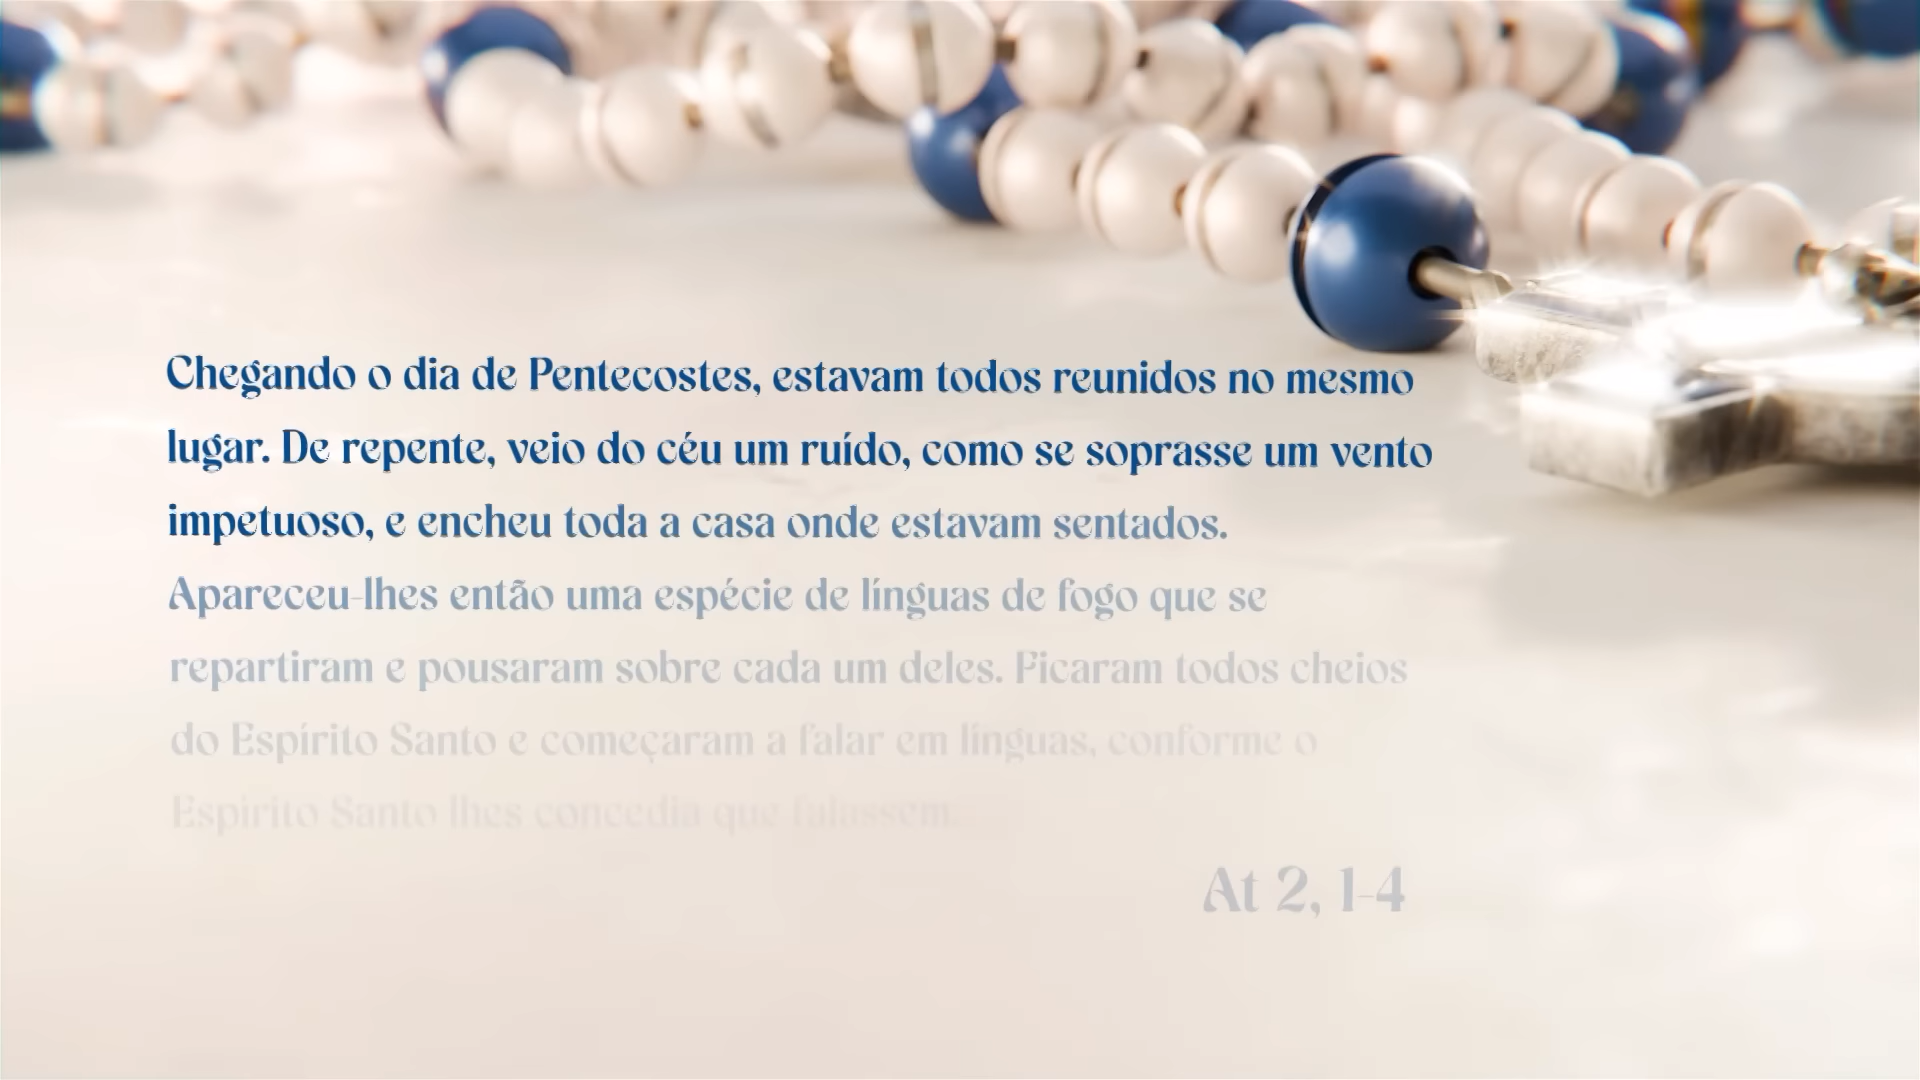 Chegando o dia de Pentecostes, estavam todos reunidos no mesmo
lugar. De repente, veio do céu um ruído, como se soprasse um vento
impetuoso, e encheu toda a casa onde estavam sentados.
Apareceu-lhes então uma espécie de línguas de fogo que se
repartiram e pousaram sobre cada um deles. Ficaram todos cheios
do Espírito Santo e começaram a falar em línguas, conforme o
Espírito Santo lhes concedia que falassem.
At 2, 1-4